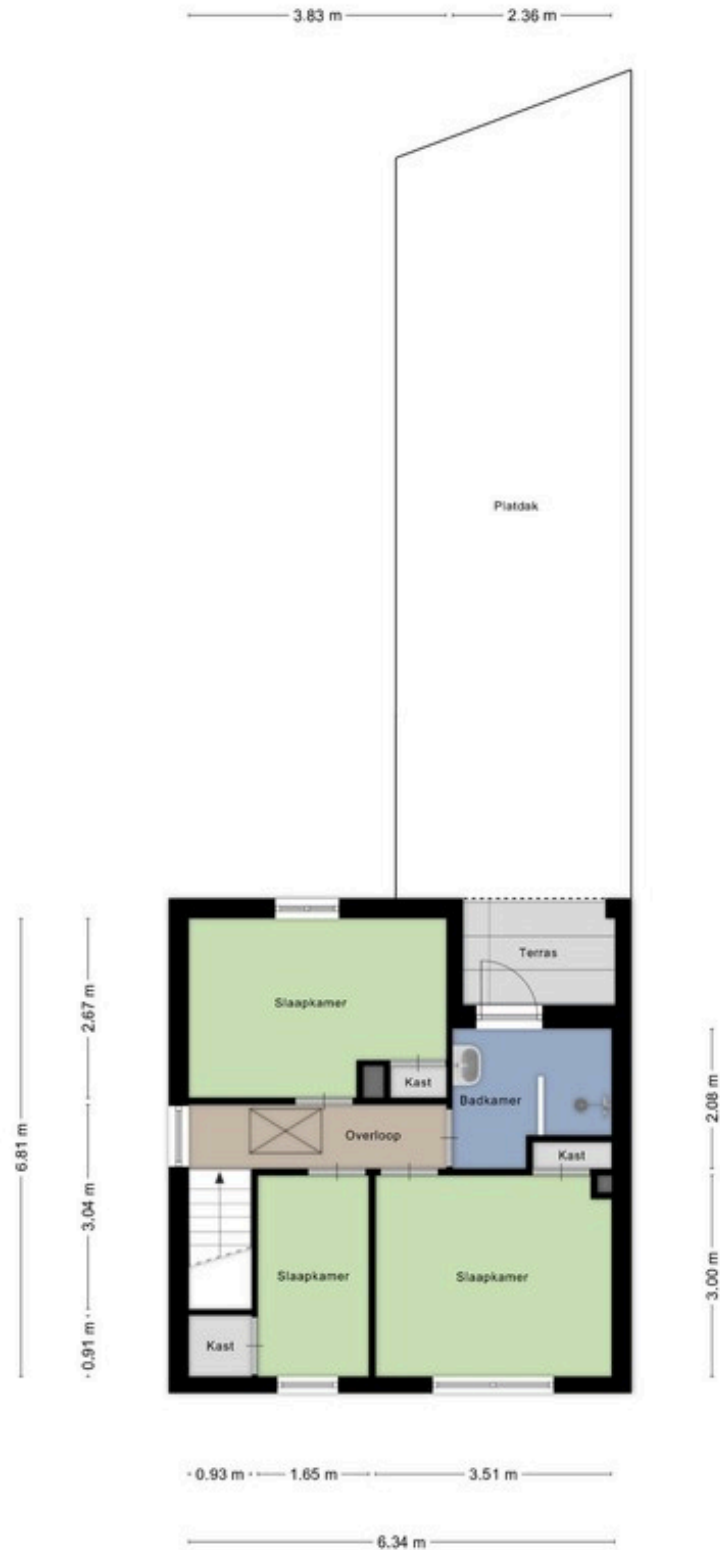 3.83 m
2.36 m
Platdak
Terras
Slaapkamer
Kast
Badkamer
Overloop
Kast
Slaapkamer
Slaapkamer
Kast
6.81 m
2.67 m
3.04 m
0.91 m
2.08 m
3.00 m
0.93 m
1.65 m
3.51 m
6.34 m